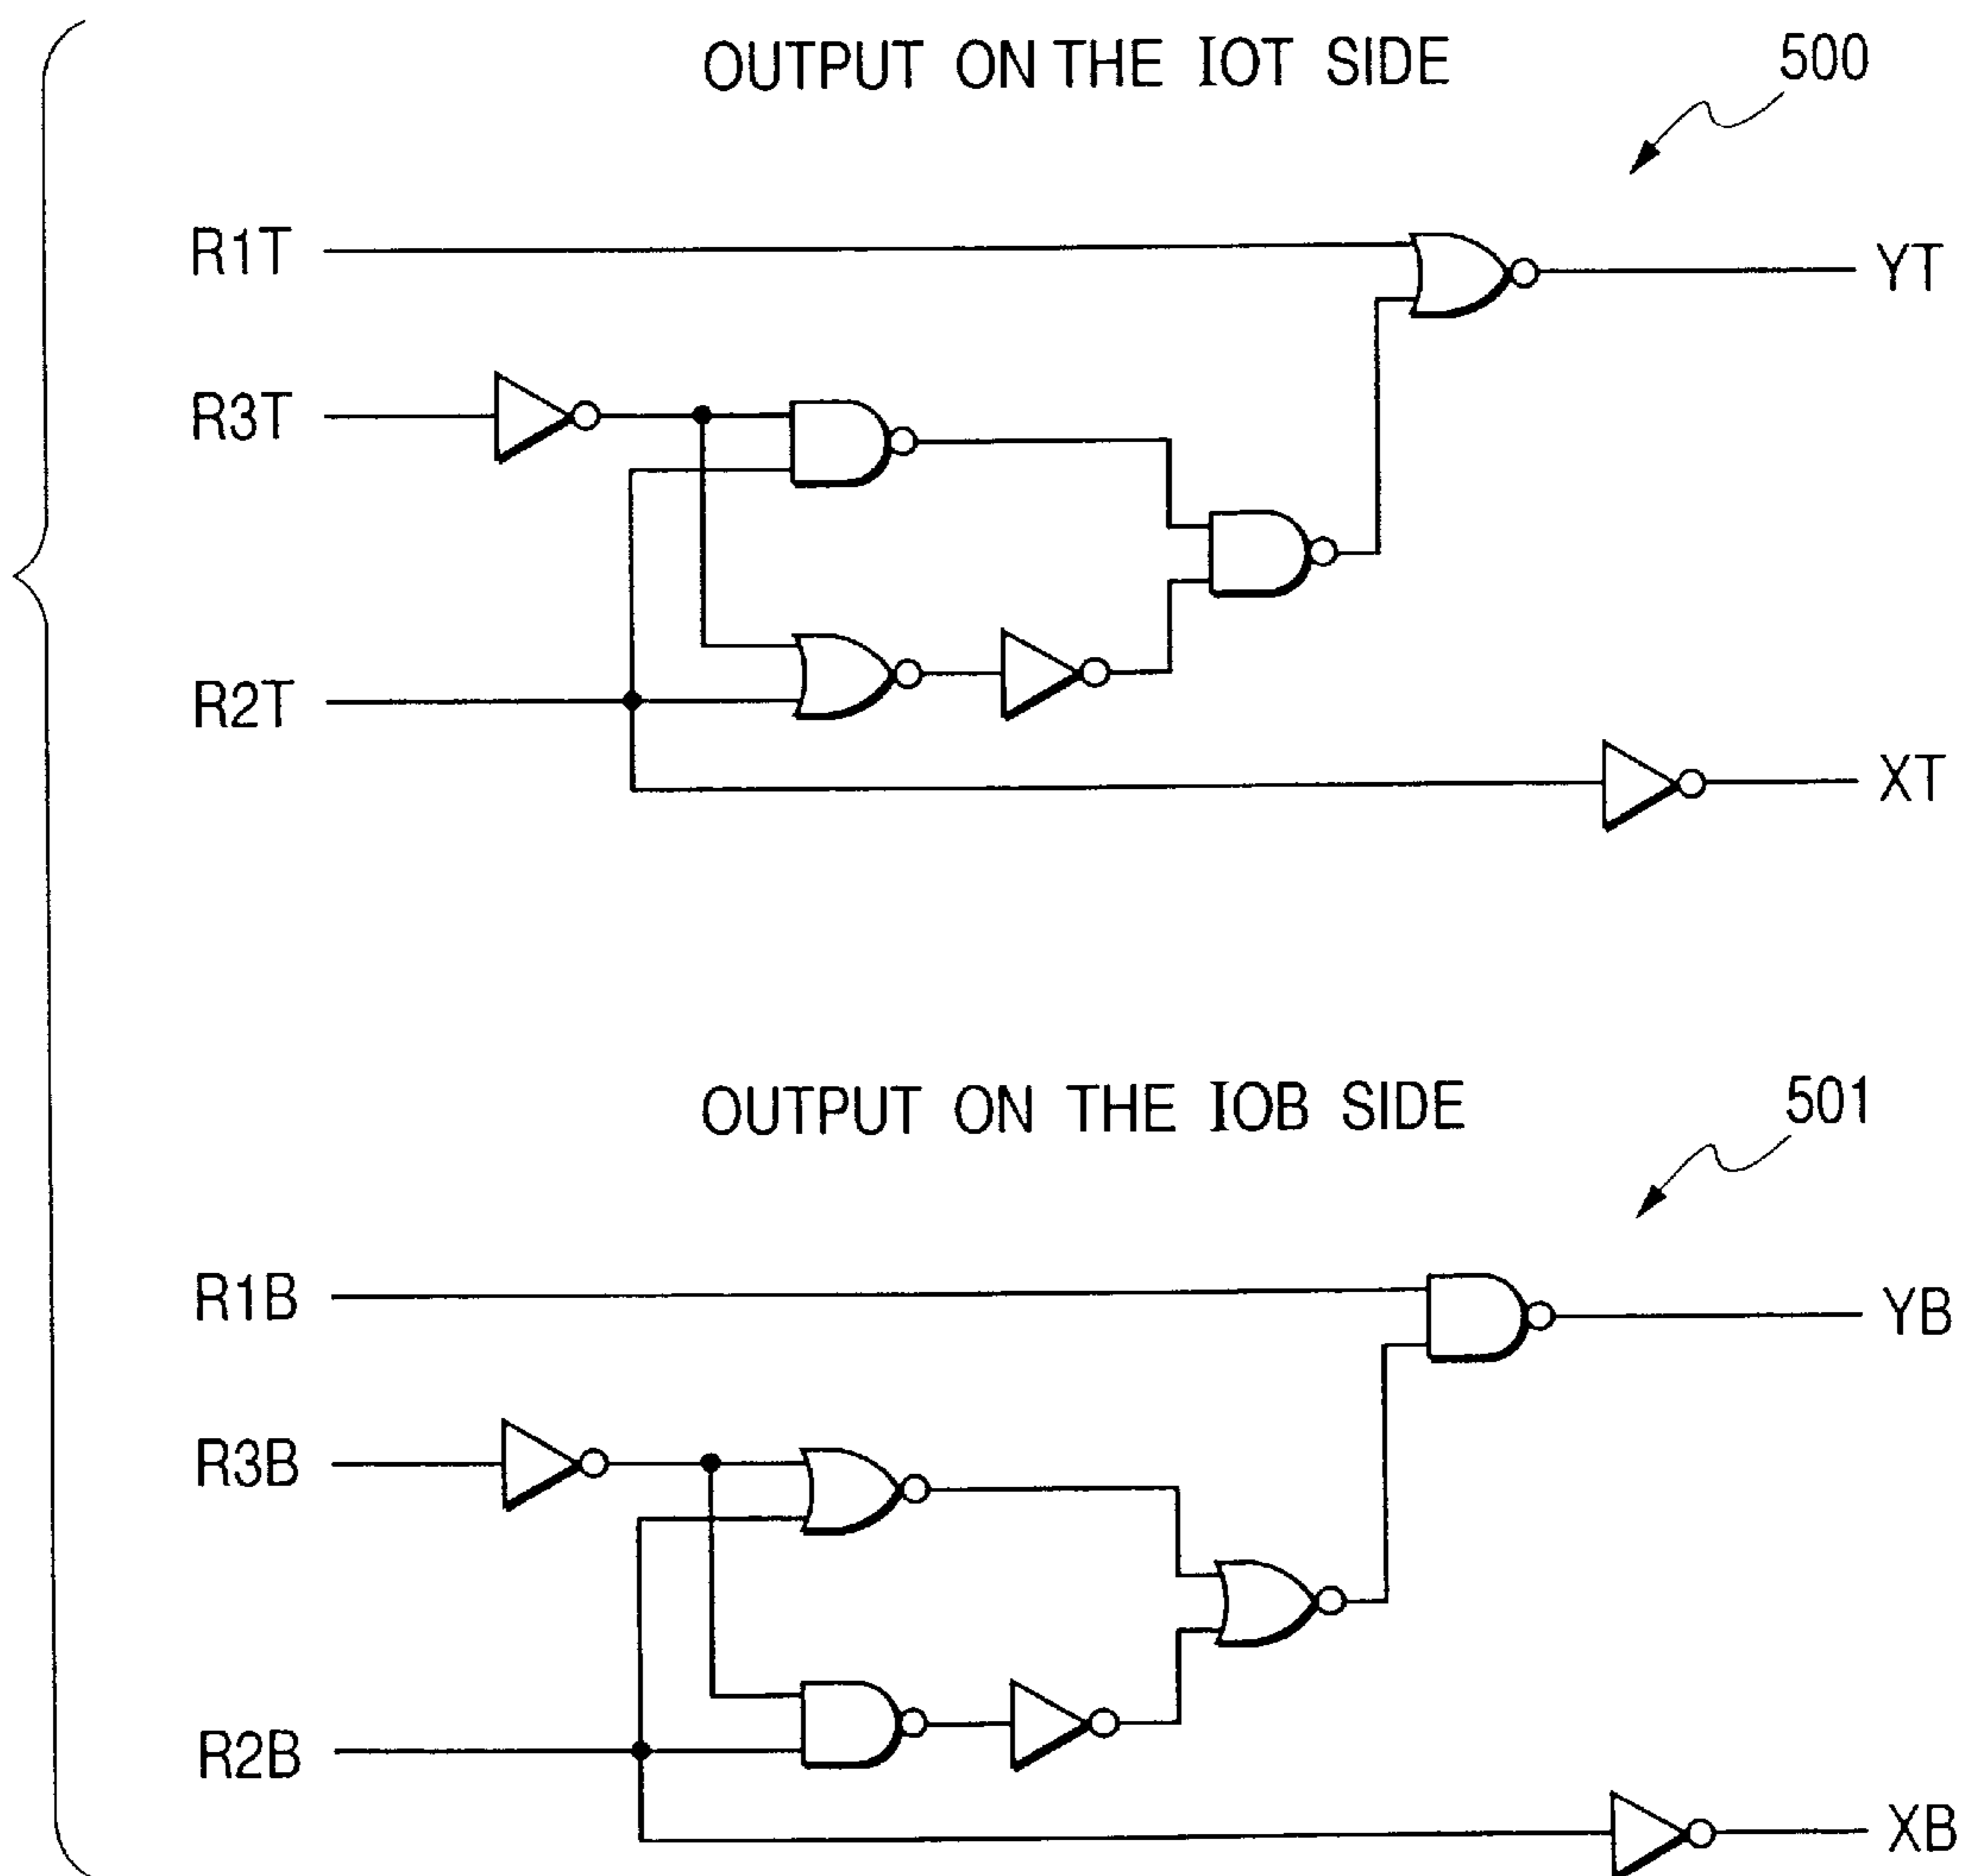 OUTPUT ON THE IOT SIDE
500
R1T
YT
R3T
R2T
XT
OUTPUT ON THE IOB SIDE
501
R1B
YB
R3B
R2B
XB